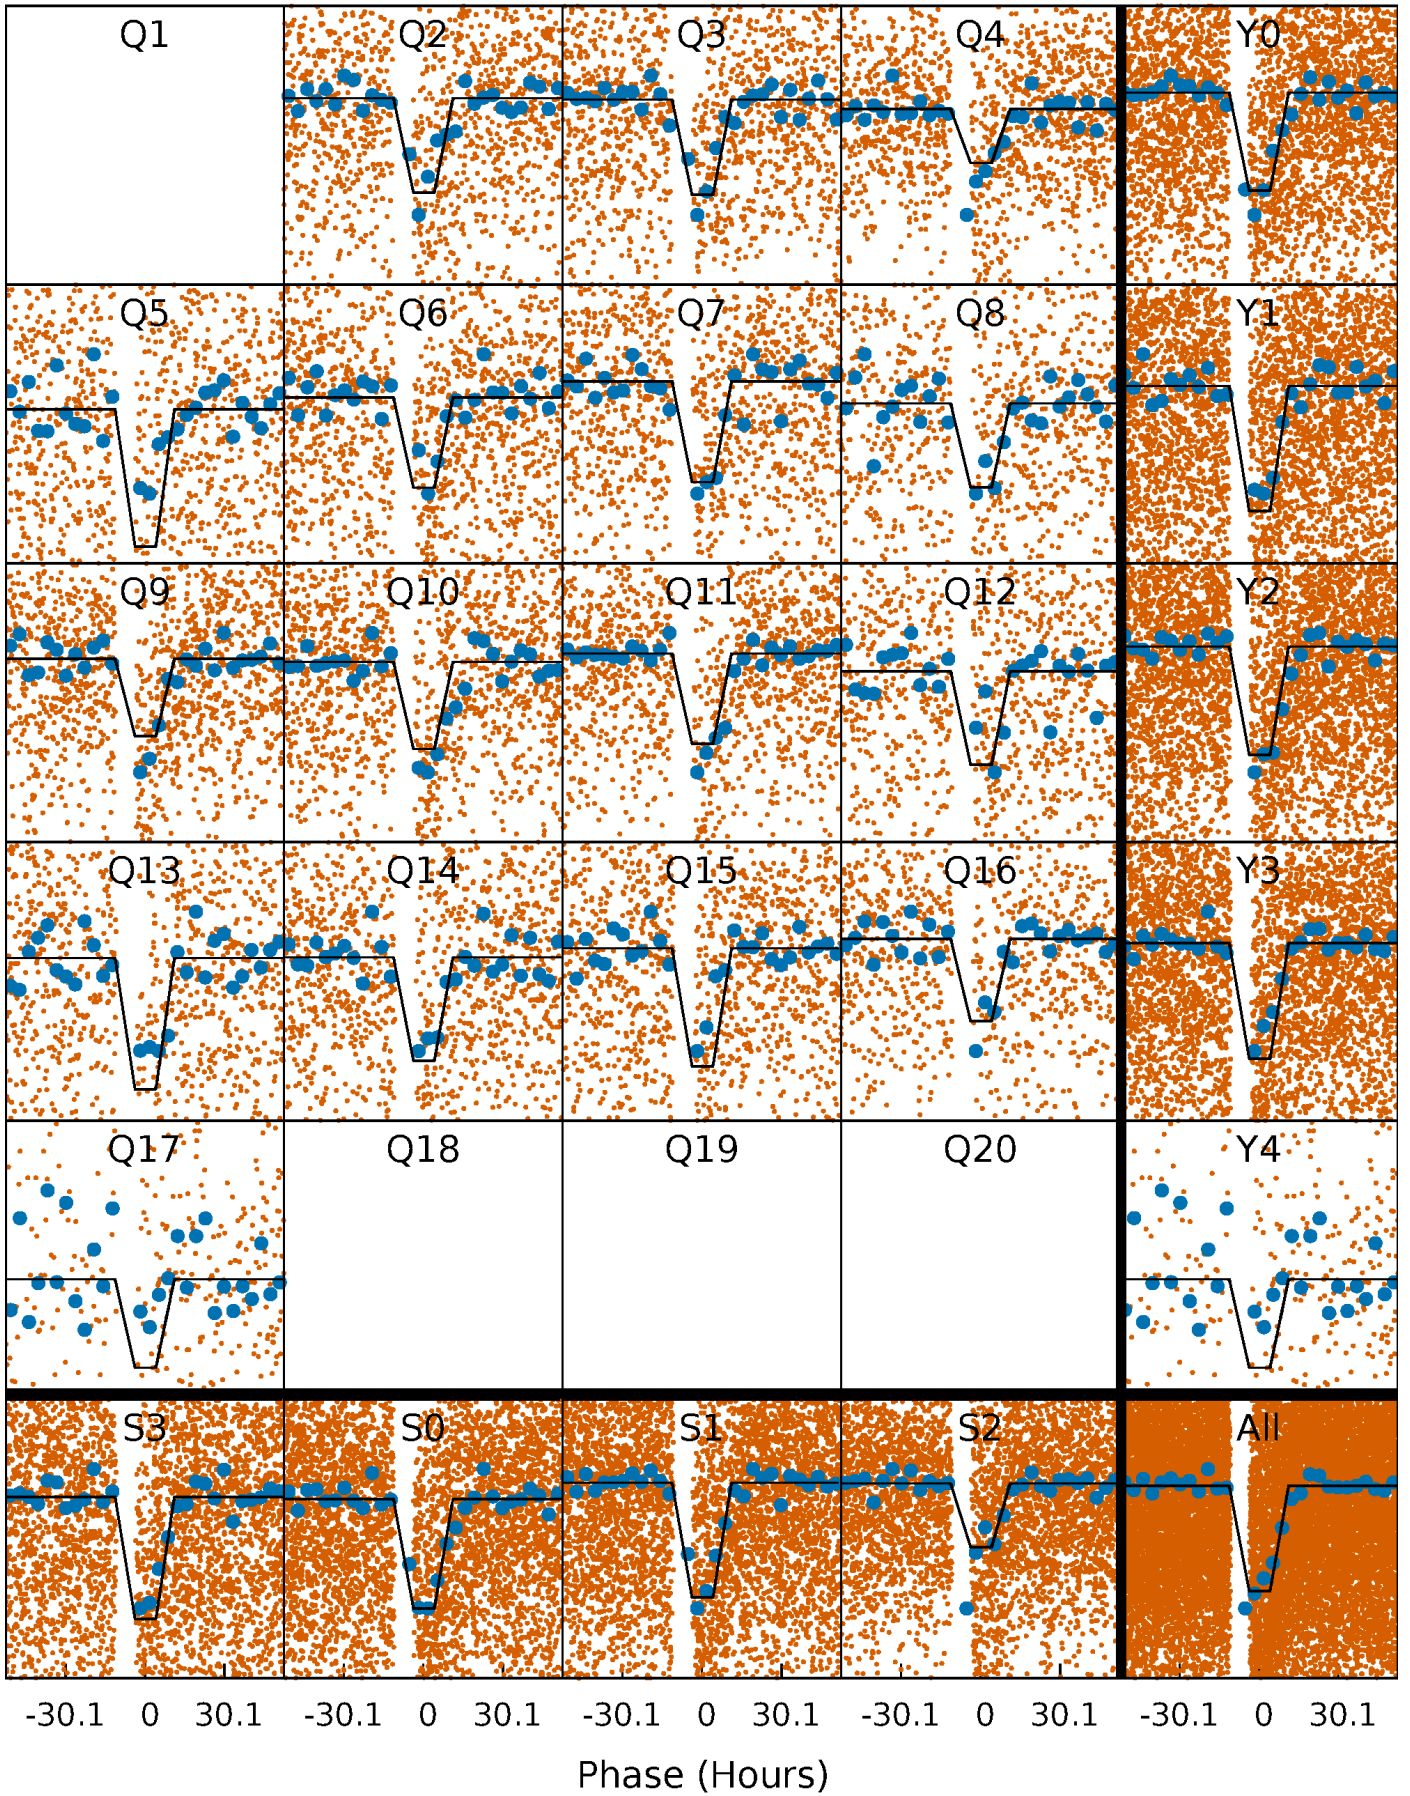 Q1 Q2 Q3 Q4 Y0
Q5 Q6 Q7 Q8 Y1
Q9 Q10 Q11 Q12 Y2
Q13 Q14 Q15 Q16 Y3
Q17 Q18 Q19 Q20 Y4
S3 S0 S1 S2 All
-30.1 0 30.1 -30.1 0 30.1 -30.1 0 30.1 -30.1 0 30.1 -30.1 0 30.1
Phase (Hours)